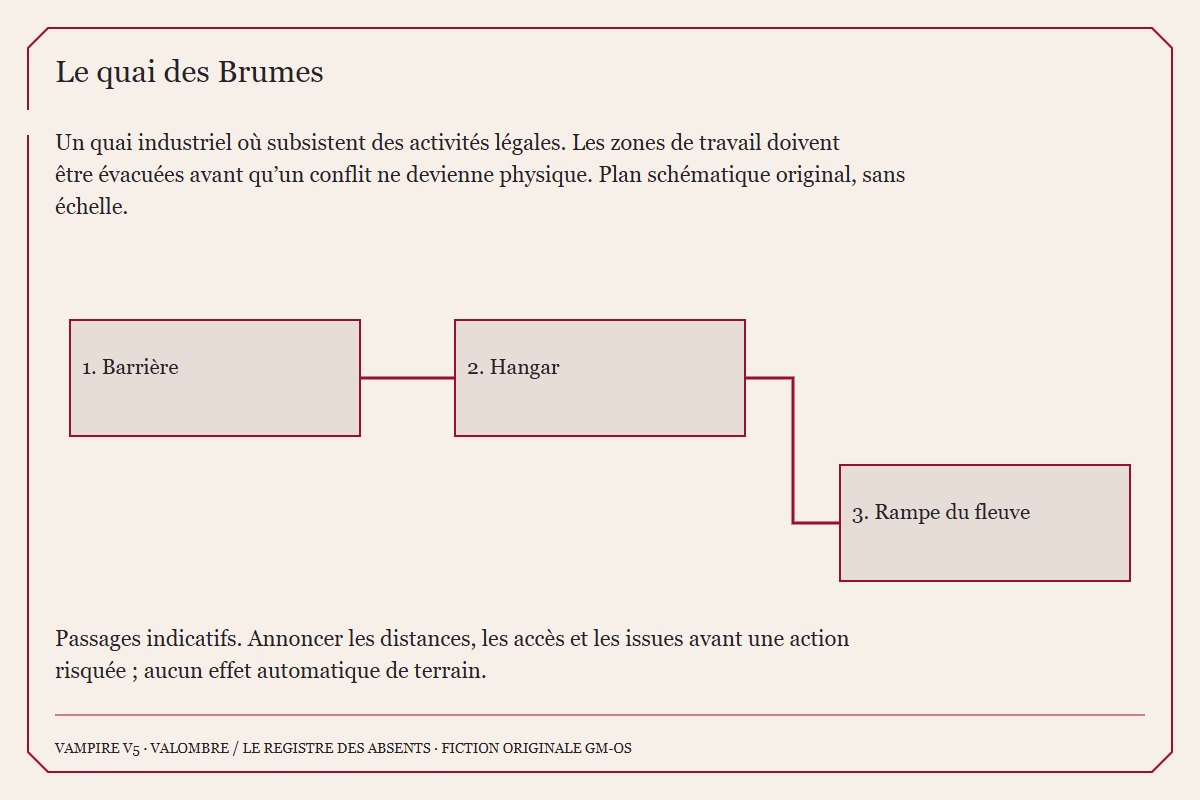 Le quai des Brumes
Un quai industriel où subsistent des activités légales. Les zones de travail doivent
être évacuées avant qu’un conflit ne devienne physique. Plan schématique original, sans
échelle.
1. Barrière
2. Hangar
3. Rampe du fleuve
Passages indicatifs. Annoncer les distances, les accès et les issues avant une action
risquée ; aucun effet automatique de terrain.
VAMPIRE V5 · VALOMBRE / LE REGISTRE DES ABSENTS · FICTION ORIGINALE GM-OS